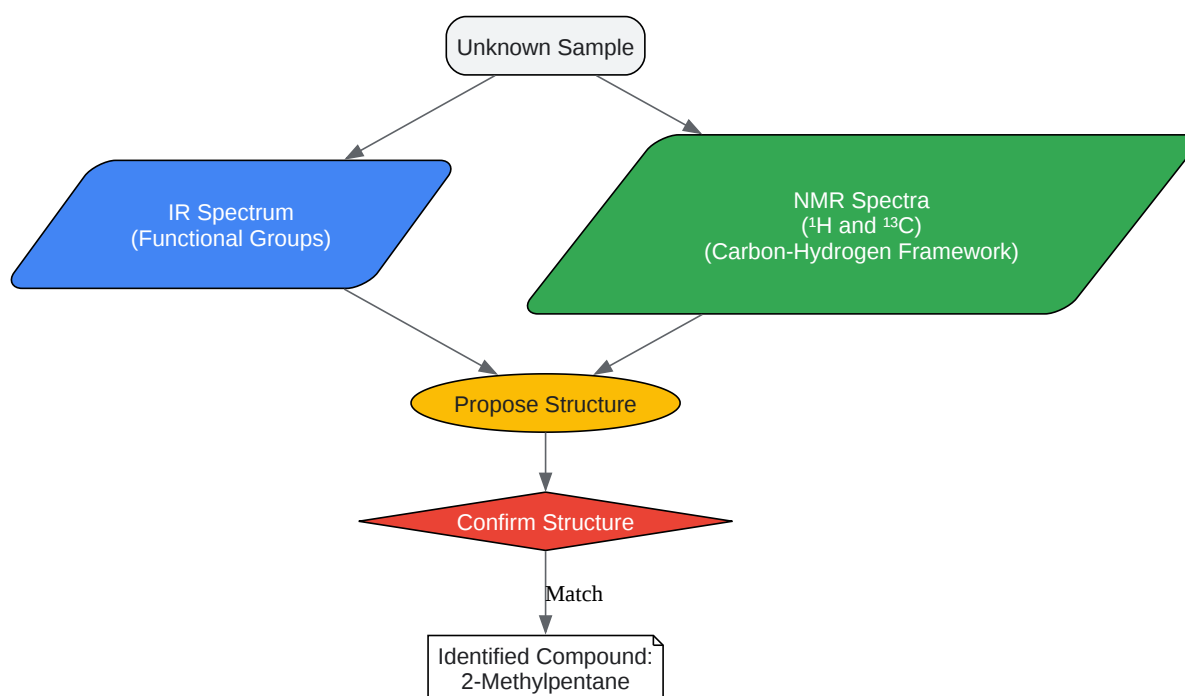 Unknown Sample
IR Spectrum
(Functional Groups)
NMR Spectra
(¹H and ¹³C)
(Carbon-Hydrogen Framework)
Propose Structure
Confirm Structure
Match
Identified Compound:
2-Methylpentane